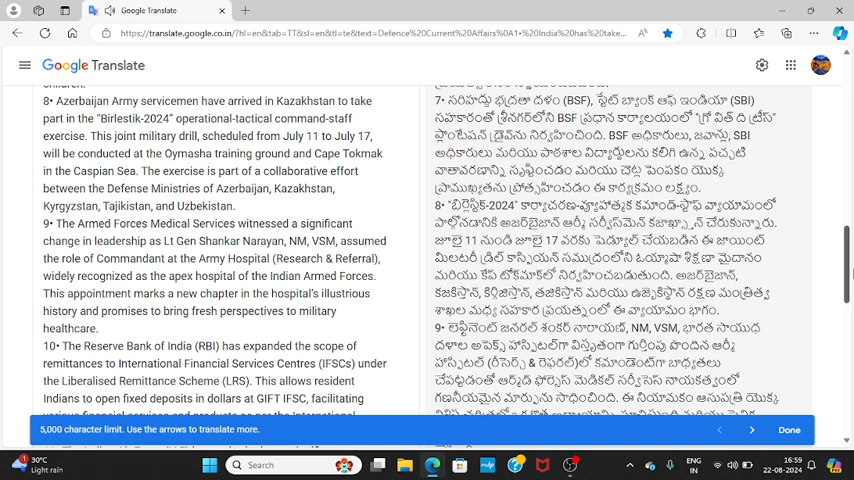 Google Translate
https://translate.google.co.in/?hl=en&tab=TT&sl=en&tl=te&text=Defence%20Current%20Affairs%0A1•%20India%20has%20take...
Google Translate
children.
8• Azerbaijan Army servicemen have arrived in Kazakhstan to take
part in the "Birlestik-2024" operational-tactical command-staff
exercise. This joint military drill, scheduled from July 11 to July 17,
will be conducted at the Oymasha training ground and Cape Tokmak
in the Caspian Sea. The exercise is part of a collaborative effort
between the Defense Ministries of Azerbaijan, Kazakhstan,
Kyrgyzstan, Tajikistan, and Uzbekistan.
9• The Armed Forces Medical Services witnessed a significant
change in leadership as Lt Gen Shankar Narayan, NM, VSM, assumed
the role of Commandant at the Army Hospital (Research & Referral),
widely recognized as the apex hospital of the Indian Armed Forces.
This appointment marks a new chapter in the hospital's illustrious
history and promises to bring fresh perspectives to military
healthcare.
10• The Reserve Bank of India (RBI) has expanded the scope of
remittances to International Financial Services Centres (IFSCs) under
the Liberalised Remittance Scheme (LRS). This allows resident
Indians to open fixed deposits in dollars at GIFT IFSC, facilitating
various financial services and products as per the International
7• సరిహద్దు భద్రతా దళం (BSF), స్టేట్ బ్యాంక్ ఆఫ్ ఇండియా (SBI)
సహకారంతో శ్రీనగర్‌లోని BSF ప్రధాన కార్యాలయంలో "గ్రో విత్ ది ట్రీస్"
ప్లాంటేషన్ డ్రైవ్‌ను నిర్వహించింది. BSF అధికారులు, జవాన్లు, SBI
అధికారులు మరియు పాఠశాల విద్యార్థులను కలిగి ఉన్న పచ్చటి
వాతావరణాన్ని సృష్టించడం మరియు చెట్ల పెంపకం యొక్క
ప్రాముఖ్యతను ప్రోత్సహించడం ఈ కార్యక్రమం లక్ష్యం.
8• "బిర్లెస్టిక్-2024" కార్యాచరణ-వ్యూహాత్మక కమాండ్-స్టాఫ్ వ్యాయామంలో
పాల్గొనడానికి అజర్‌బైజాన్ ఆర్మీ సర్వీస్‌మెన్ కజాఖ్స్తాన్ చేరుకున్నారు.
జూలై 11 నుండి జూలై 17 వరకు షెడ్యూల్ చేయబడిన ఈ జాయింట్
మిలటరీ డ్రిల్ కాస్పియన్ సముద్రంలోని ఓయ్మాషా శిక్షణా మైదానం
మరియు కేప్ టోక్‌మాక్‌లో నిర్వహించబడుతుంది. అజర్‌బైజాన్,
కజకిస్తాన్, కిర్గిజిస్తాన్, తజికిస్తాన్ మరియు ఉజ్బెకిస్తాన్ రక్షణ మంత్రిత్వ
శాఖల మధ్య సహకార ప్రయత్నంలో ఈ వ్యాయామం భాగం.
9• లెఫ్టినెంట్ జనరల్ శంకర్ నారాయణ్, NM, VSM, భారత సాయుధ
దళాల అపెక్స్ హాస్పిటల్‌గా విస్తృతంగా గుర్తింపు పొందిన ఆర్మీ
హాస్పిటల్ (రీసెర్చ్ & రెఫరల్)లో కమాండెంట్‌గా బాధ్యతలు
చేపట్టడంతో ఆర్మ్‌డ్ ఫోర్సెస్ మెడికల్ సర్వీసెస్ నాయకత్వంలో
గణనీయమైన మార్పును సాధించింది. ఈ నియామకం ఆసుపత్రి యొక్క
5,000 character limit. Use the arrows to translate more.
Done
30°C
Light rain
Search
ENG
IN
16:59
22-08-2024